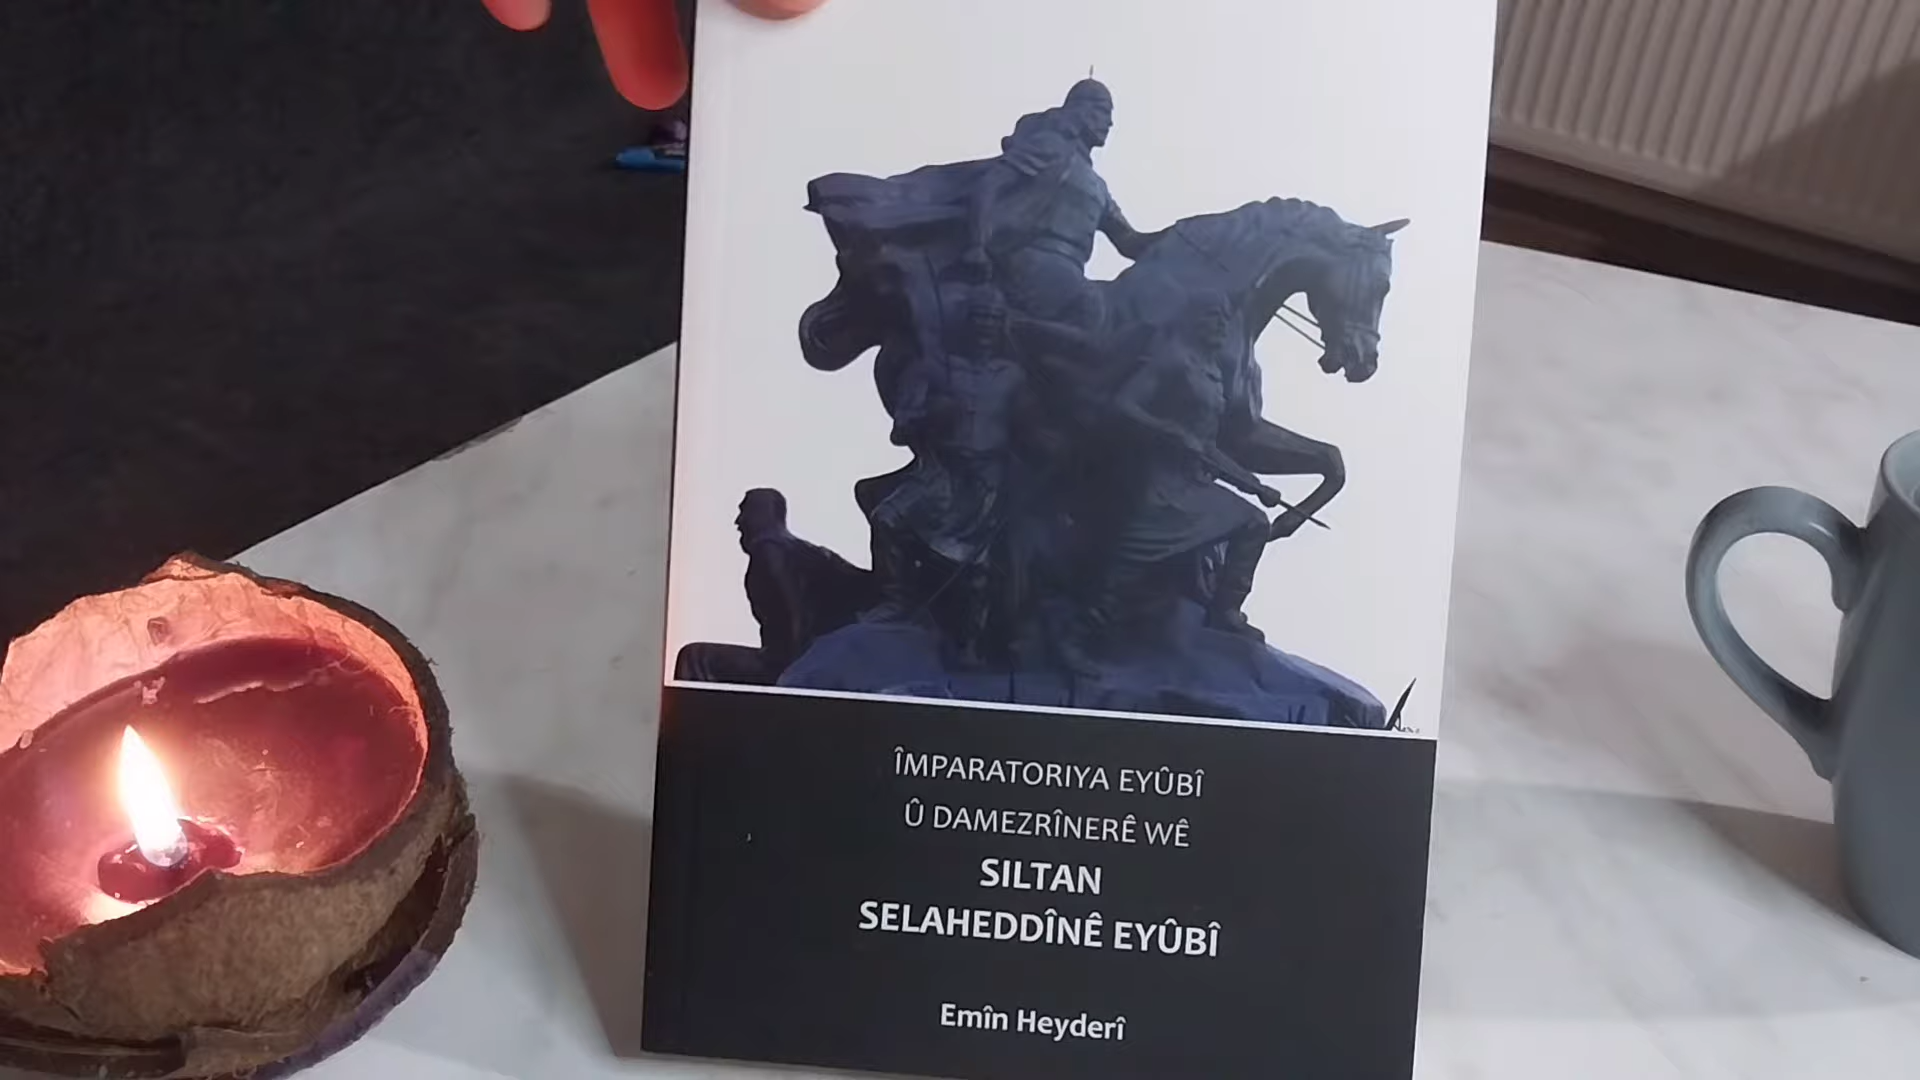 ÎMPARATORIYA EYÛBÎ
Û DAMEZRÎNERÊ WÊ
SILTAN
SELAHEDDÎNÊ EYÛBÎ
Emîn Heyderî